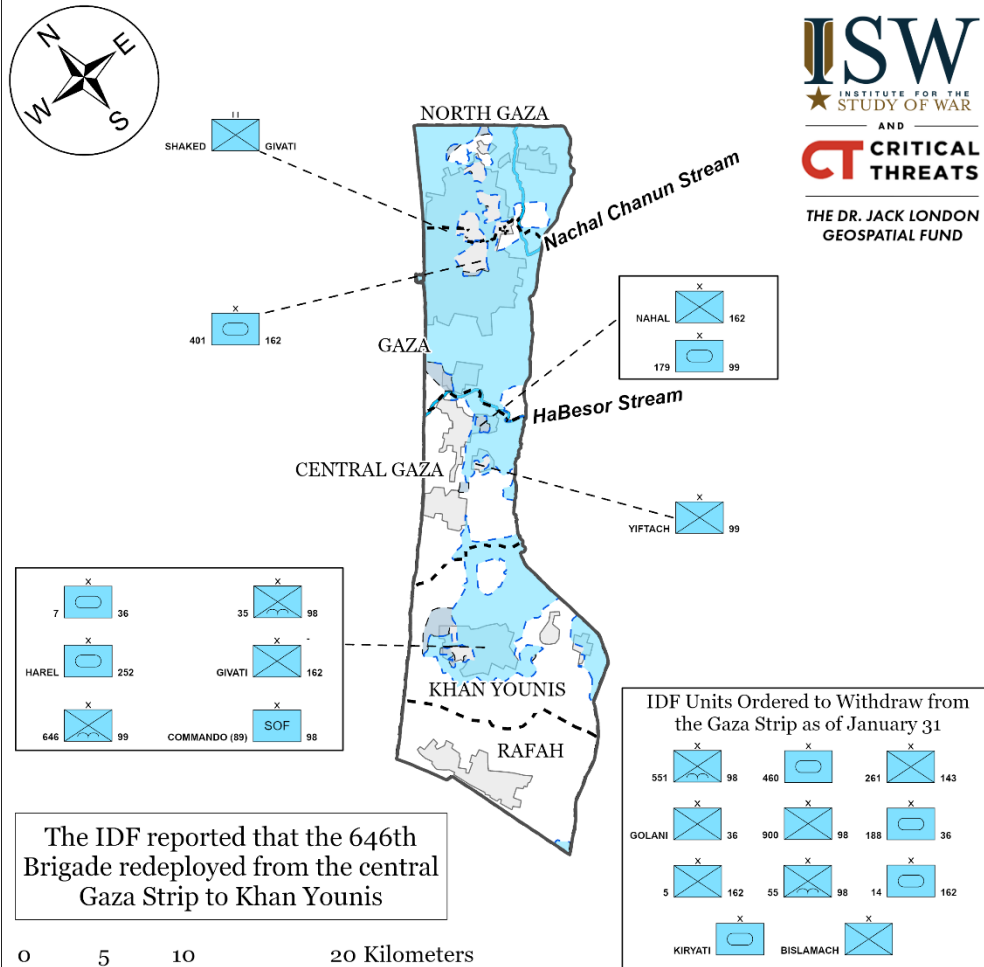 N
E
W
S
ISW
INSTITUTE FOR THE
STUDY OF WAR
AND
CT CRITICAL
THREATS
THE DR. JACK LONDON
GEOSPATIAL FUND
NORTH GAZA
II
SHAKED GIVATI
Nachal Chanun Stream
X
401 162
X
NAHAL 162
X
179 99
GAZA
HaBesor Stream
CENTRAL GAZA
X
YIFTACH 99
X X
7 36 35 98
X X -
HAREL 252 GIVATI 162
X X
646 99 COMMANDO (89) SOF 98
KHAN YOUNIS
RAFAH
IDF Units Ordered to Withdraw from
the Gaza Strip as of January 31
X X X
551 98 460 261 143
X X X
GOLANI 36 900 98 188 36
X X X
5 162 55 98 14 162
X X
KIRYATI BISLAMACH
The IDF reported that the 646th
Brigade redeployed from the central
Gaza Strip to Khan Younis
0 5 10 20 Kilometers